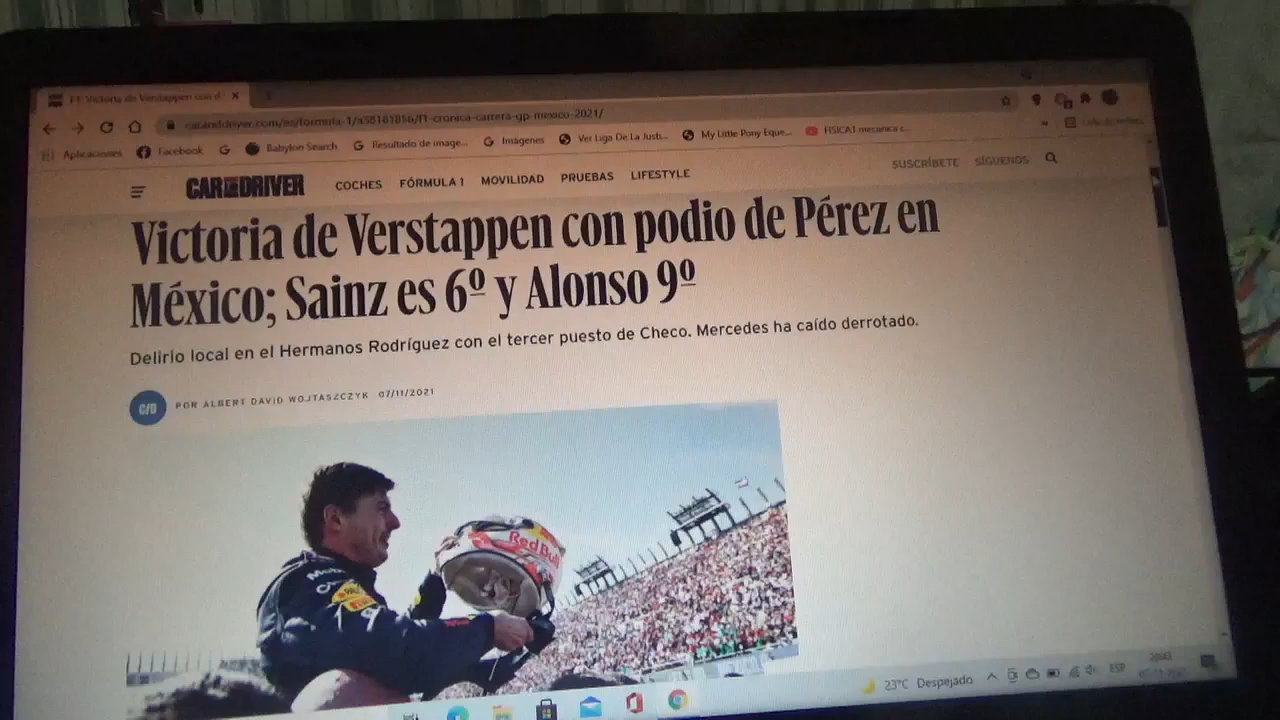 F1: Victoria de Verstappen con d
caranddriver.com/es/formula-1/a38181856/f1-cronica-carrera-gp-mexico-2021/
Aplicaciones Facebook Babylon Search Resultado de image... Imágenes Ver Liga De La Justi... My Little Pony Eque... FISICA1 mecanica c...
CAR AND DRIVER COCHES FÓRMULA 1 MOVILIDAD PRUEBAS LIFESTYLE SUSCRÍBETE SÍGUENOS
Victoria de Verstappen con podio de Pérez en
México; Sainz es 6º y Alonso 9º
Delirio local en el Hermanos Rodríguez con el tercer puesto de Checo. Mercedes ha caído derrotado.
C/D POR ALBERT DAVID WOJTASZCZYK 07/11/2021
Red Bull
23°C Despejado ESP